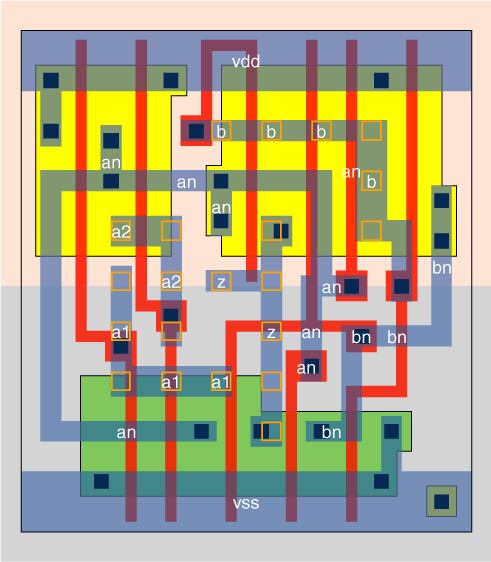 vdd
b b b
an an an b
an
a2
bn
a2 z an
a1 z an bn bn
an
a1 a1
an bn
vss